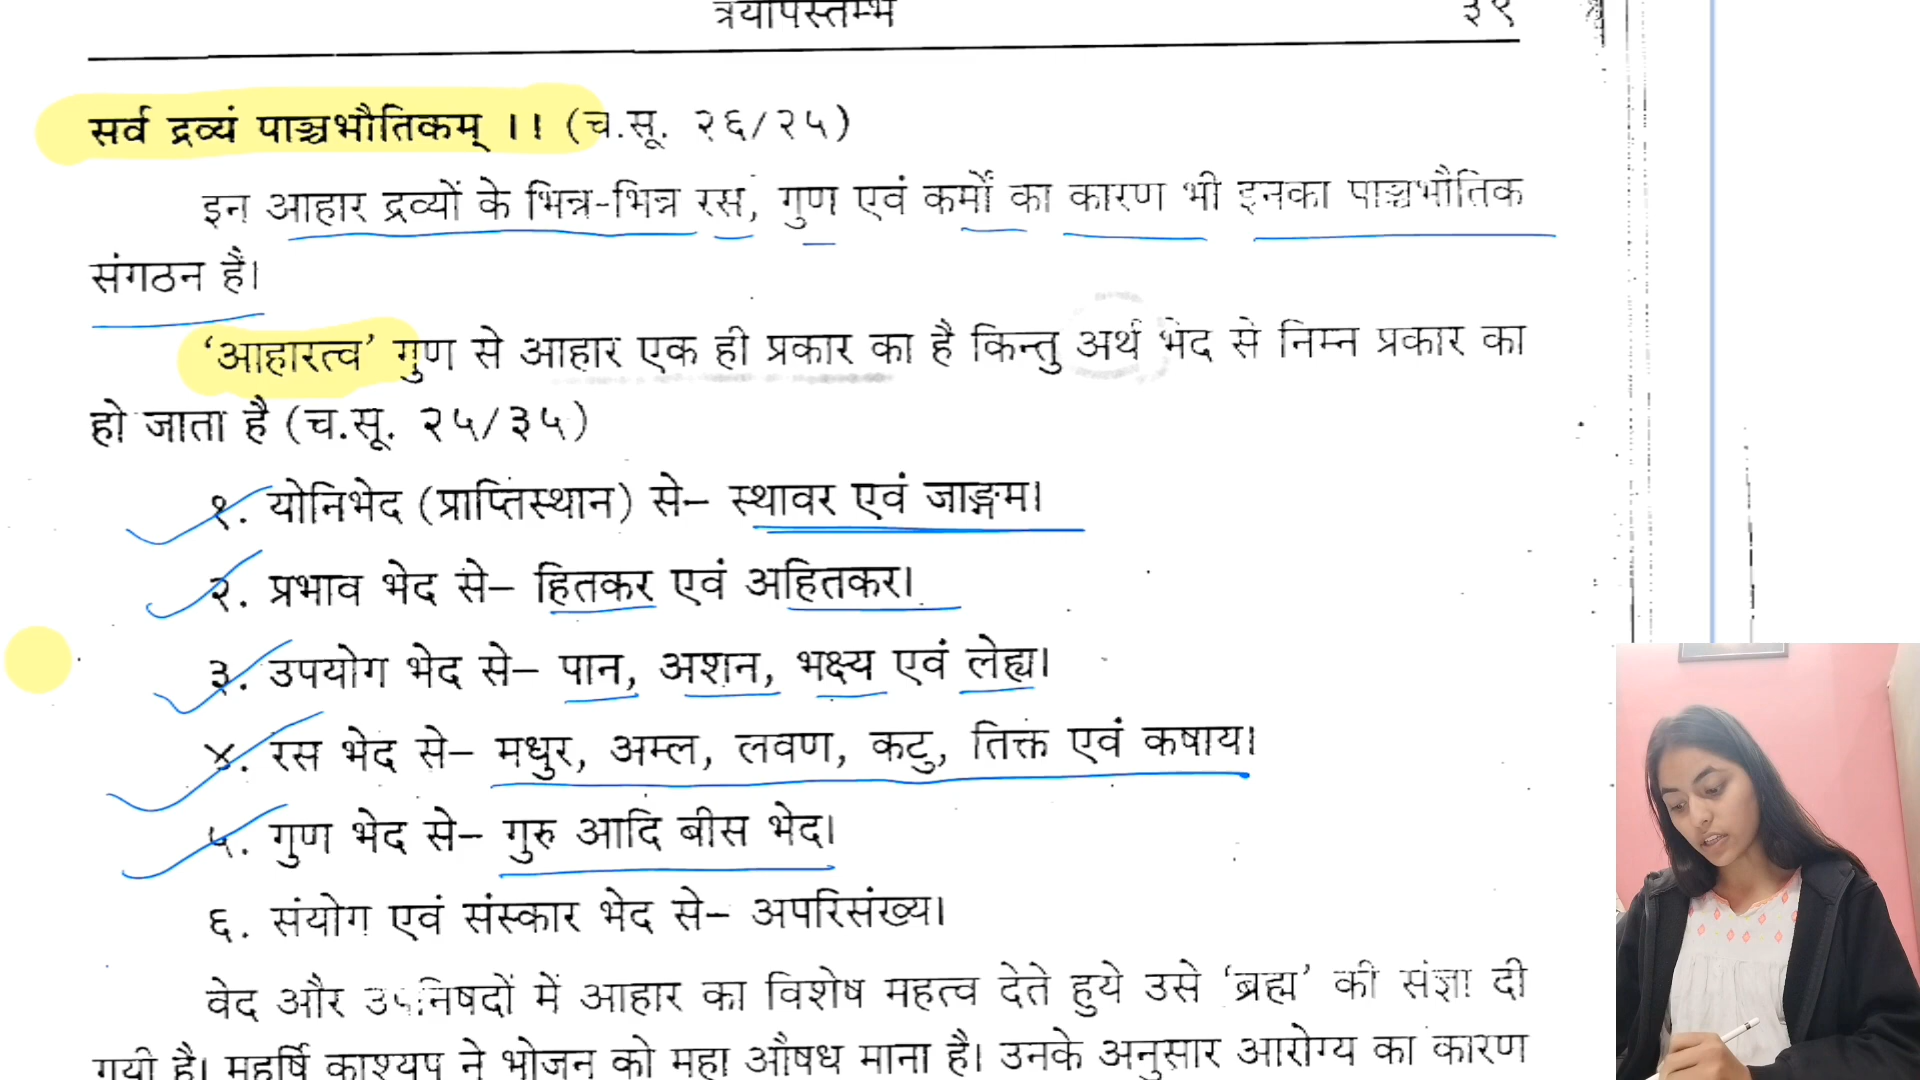 त्रयोपस्तम्भ ३९
सर्व द्रव्यं पाञ्चभौतिकम् ।। (च.सू. २६/२५)
इन आहार द्रव्यों के भिन्न-भिन्न रस, गुण एवं कर्मों का कारण भी इनका पाञ्चभौतिक
संगठन है।
‘आहारत्व’ गुण से आहार एक ही प्रकार का है किन्तु अर्थ भेद से निम्न प्रकार का
हो जाता है (च.सू. २५/३५)
१. योनिभेद (प्राप्तिस्थान) से– स्थावर एवं जाङ्गम।
२. प्रभाव भेद से– हितकर एवं अहितकर।
३. उपयोग भेद से– पान, अशन, भक्ष्य एवं लेह्य।
४. रस भेद से– मधुर, अम्ल, लवण, कटु, तिक्त एवं कषाय।
५. गुण भेद से– गुरु आदि बीस भेद।
६. संयोग एवं संस्कार भेद से– अपरिसंख्य।
वेद और उपनिषदों में आहार का विशेष महत्व देते हुये उसे ‘ब्रह्म’ की संज्ञा दी
गयी है। महर्षि काश्यप ने भोजन को महा औषध माना है। उनके अनुसार आरोग्य का कारण